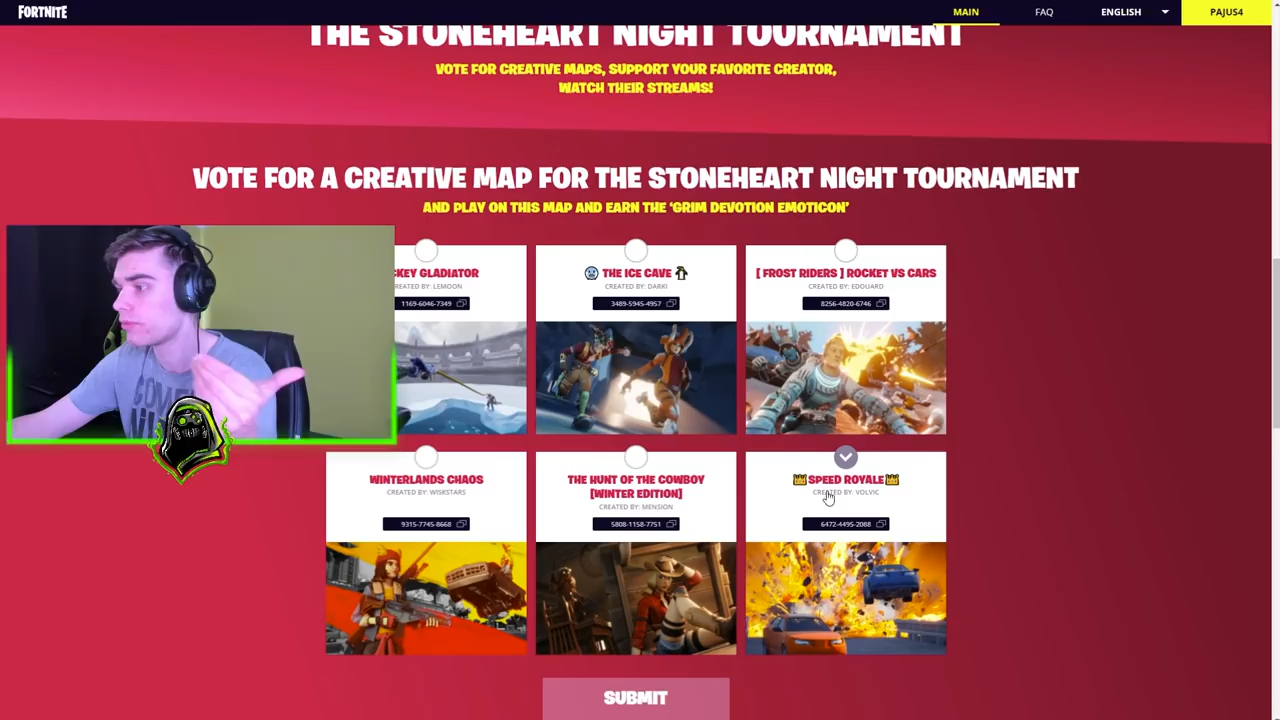 FORTNITE
MAIN
FAQ
ENGLISH
PAJUS4
THE STONEHEART NIGHT TOURNAMENT
VOTE FOR CREATIVE MAPS, SUPPORT YOUR FAVORITE CREATOR,
WATCH THEIR STREAMS!
VOTE FOR A CREATIVE MAP FOR THE STONEHEART NIGHT TOURNAMENT
AND PLAY ON THIS MAP AND EARN THE 'GRIM DEVOTION EMOTICON'
CKEY GLADIATOR
REATED BY: LEMOON
1169-6046-7349
🥶 THE ICE CAVE 🐧
CREATED BY: DARKI
3489-5945-4957
[ FROST RIDERS ] ROCKET VS CARS
CREATED BY: EDOUARD
8256-4820-6746
WINTERLANDS CHAOS
CREATED BY: WISKSTARS
9315-7745-8668
THE HUNT OF THE COWBOY
[WINTER EDITION]
CREATED BY: MENSION
5808-1158-7751
👑SPEED ROYALE👑
CREATED BY: VOLVIC
6472-4495-2088
SUBMIT